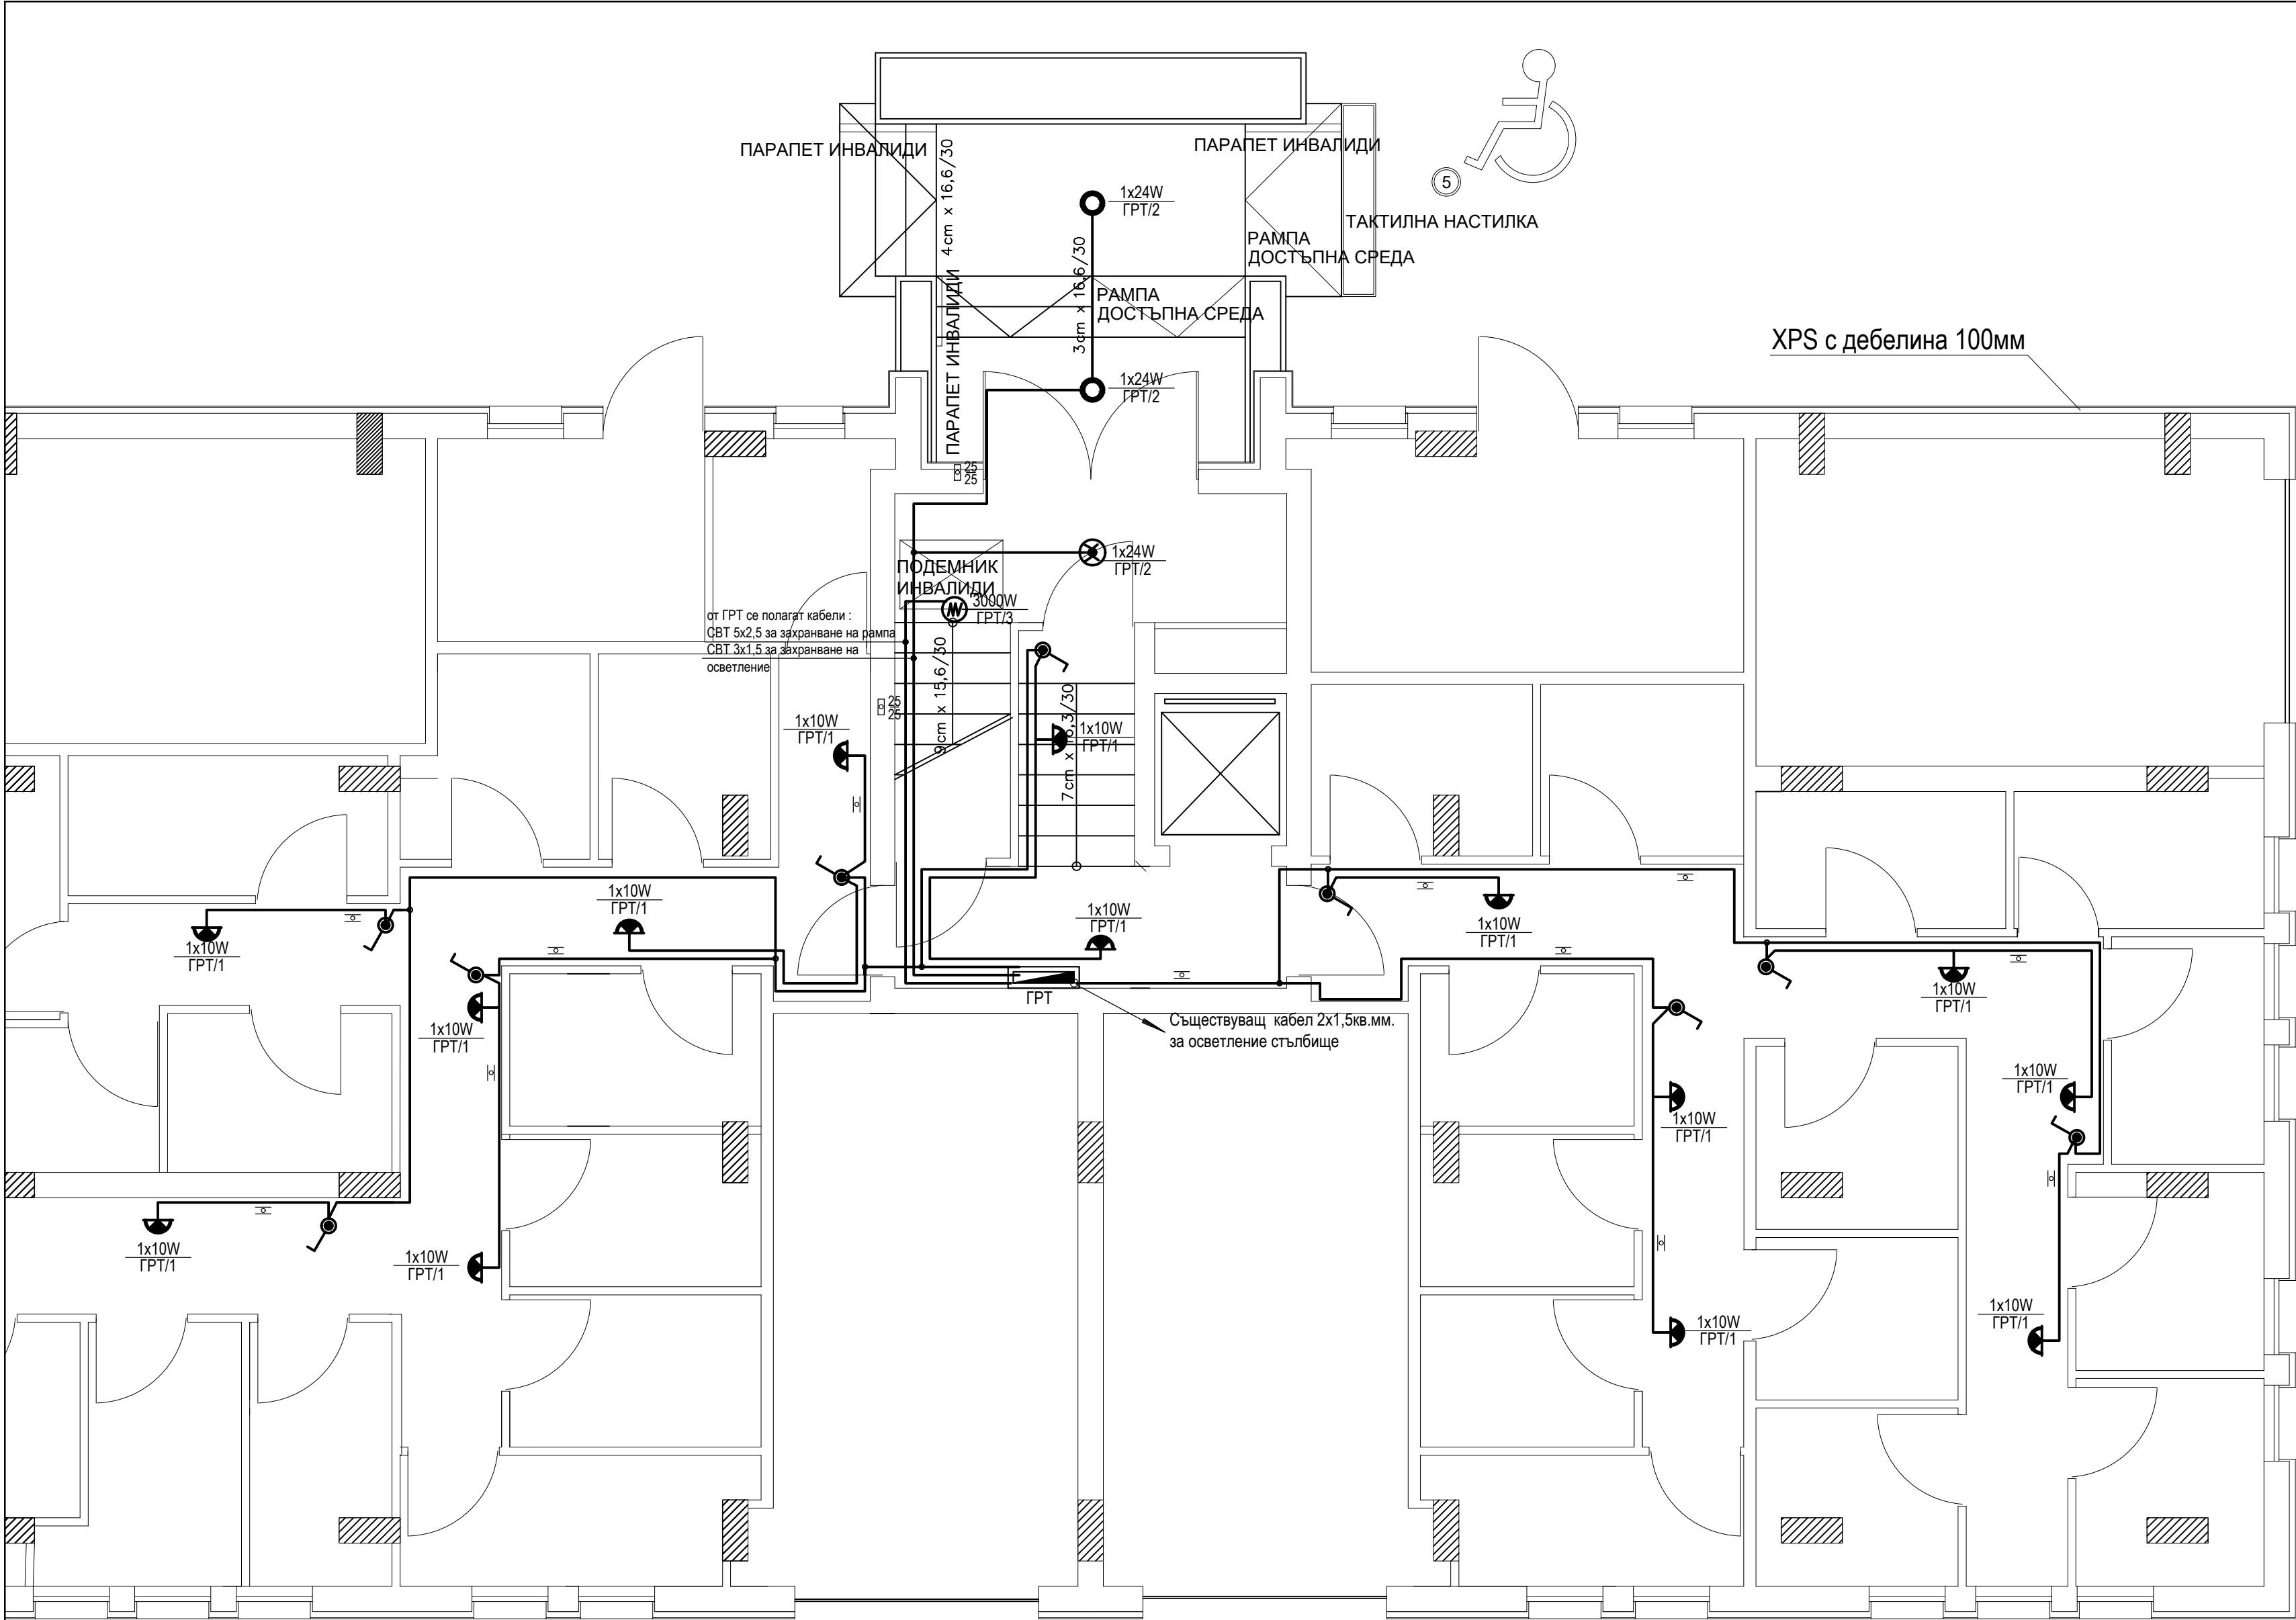 ПАРАПЕТ ИНВАЛИДИ
4cm x 16,6/30
ПАРАПЕТ ИНВАЛИДИ
5
ТАКТИЛНА НАСТИЛКА
1x24W
ГРТ/2
РАМПА
ДОСТЪПНА СРЕДА
3cm x 16,6/30
РАМПА
ДОСТЪПНА СРЕДА
ПАРАПЕТ ИНВАЛИДИ
XPS с дебелина 100мм
1x24W
ГРТ/2
25
25
1x24W
ГРТ/2
ПОДЕМНИК
ИНВАЛИДИ
3000W
ГРТ/3
от ГРТ се полагат кабели :
СВТ 5x2,5 за захранване на рампа
СВТ 3x1,5 за захранване на
осветление
9cm x 15,6/30
25
25
7cm x 16,3/30
1x10W
ГРТ/1
1x10W
ГРТ/1
1x10W
ГРТ/1
1x10W
ГРТ/1
1x10W
ГРТ/1
1x10W
ГРТ/1
ГРТ
Съществуващ кабел 2x1,5кв.мм.
за осветление стълбище
1x10W
ГРТ/1
1x10W
ГРТ/1
1x10W
ГРТ/1
1x10W
ГРТ/1
1x10W
ГРТ/1
1x10W
ГРТ/1
1x10W
ГРТ/1
1x10W
ГРТ/1